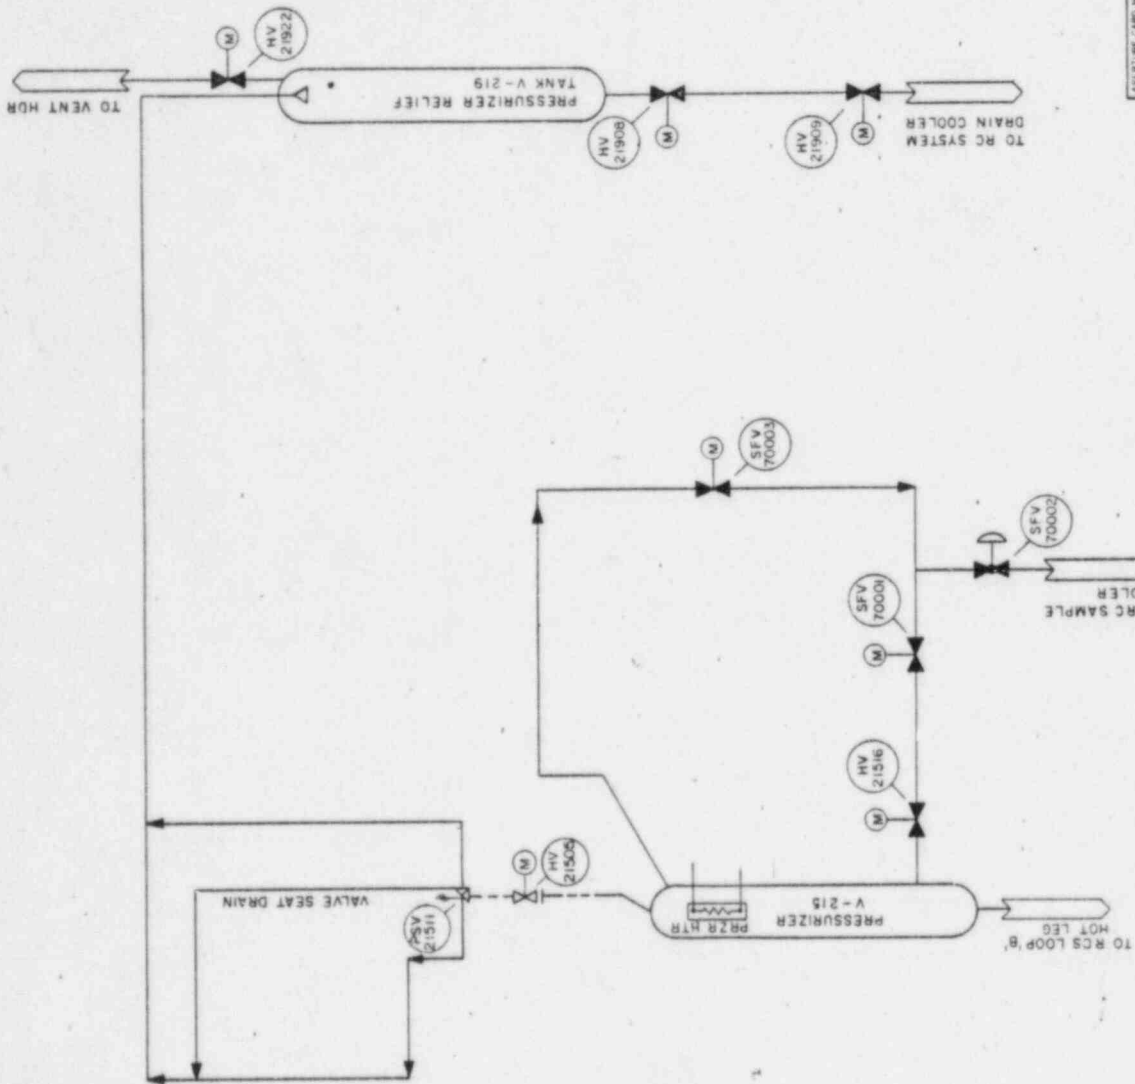 TO VENT HDR
M
HV
21922
PRESSURIZER RELIEF
TANK V-219
HV
21908
M
HV
21909
M
TO RC SYSTEM
DRAIN COOLER
M
SFV
70003
SFV
70002
SFV
70001
M
RC SAMPLE
HV
21516
M
VALVE SEAT DRAIN
PSV
21511
M
HV
21505
PRZR HTR
PRESSURIZER
V-215
TO RCS LOOP 'B'
HOT LEG